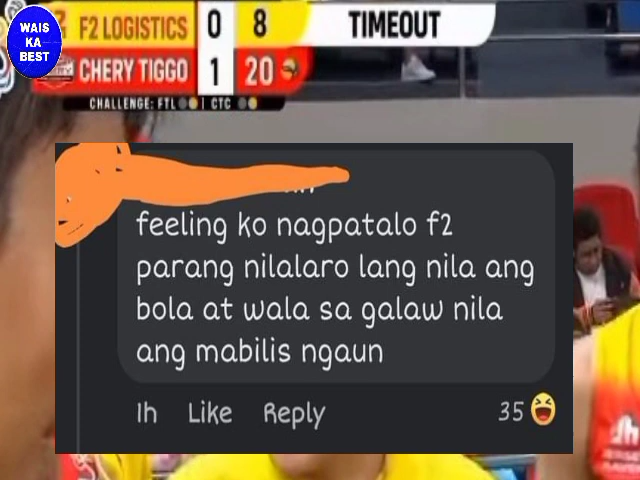 WAIS
KA
BEST
F2 LOGISTICS 0 8 TIMEOUT
CHERY TIGGO 1 20
CHALLENGE: FTL | CTC
feeling ko nagpatalo f2
parang nilalaro lang nila ang
bola at wala sa galaw nila
ang mabilis ngaun
1h Like Reply 35